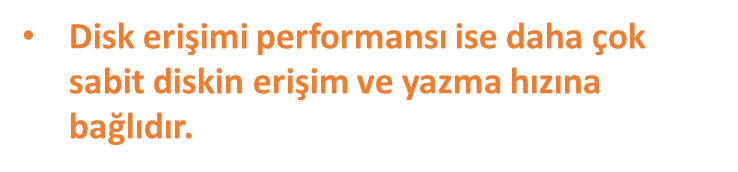 • Disk erişimi performansı ise daha çok
sabit diskin erişim ve yazma hızına
bağlıdır.